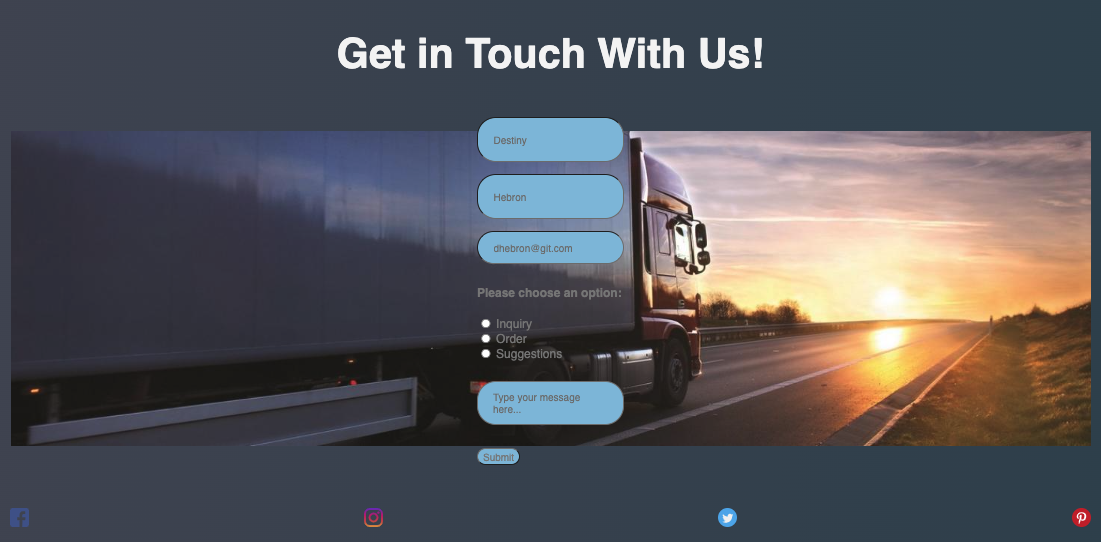 Get in Touch With Us!
Destiny
Hebron
dhebron@git.com
Please choose an option:
Inquiry
Order
Suggestions
Type your message
here...
Submit